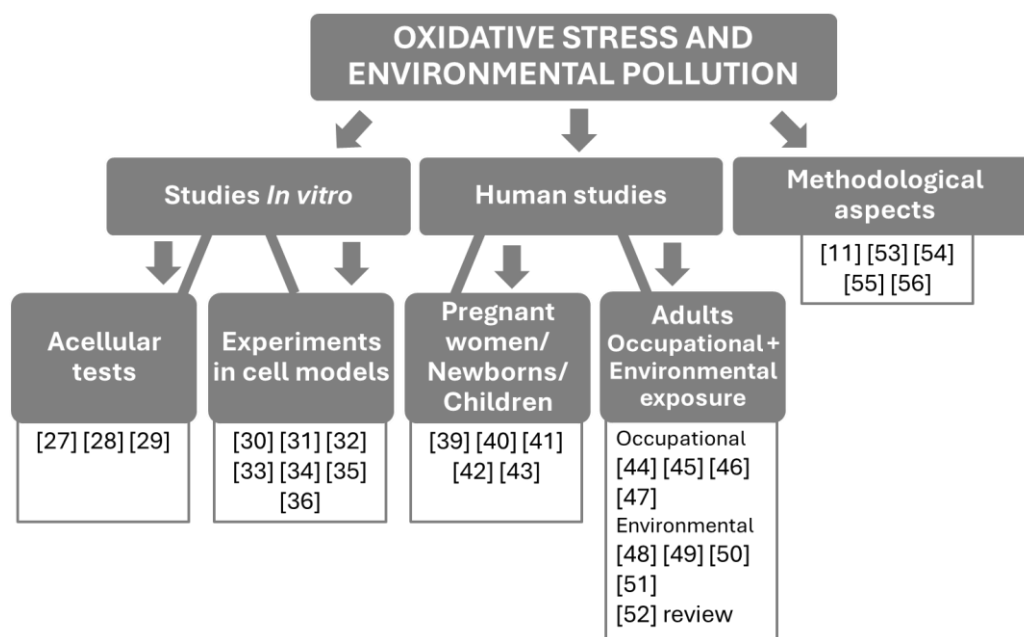 OXIDATIVE STRESS AND
ENVIRONMENTAL POLLUTION
Studies In vitro
Human studies
Methodological
aspects
[11] [53] [54]
[55] [56]
Acellular
tests
[27] [28] [29]
Experiments
in cell models
[30] [31] [32]
[33] [34] [35]
[36]
Pregnant
women/
Newborns/
Children
[39] [40] [41]
[42] [43]
Adults
Occupational +
Environmental
exposure
Occupational
[44] [45] [46]
[47]
Environmental
[48] [49] [50]
[51]
[52] review